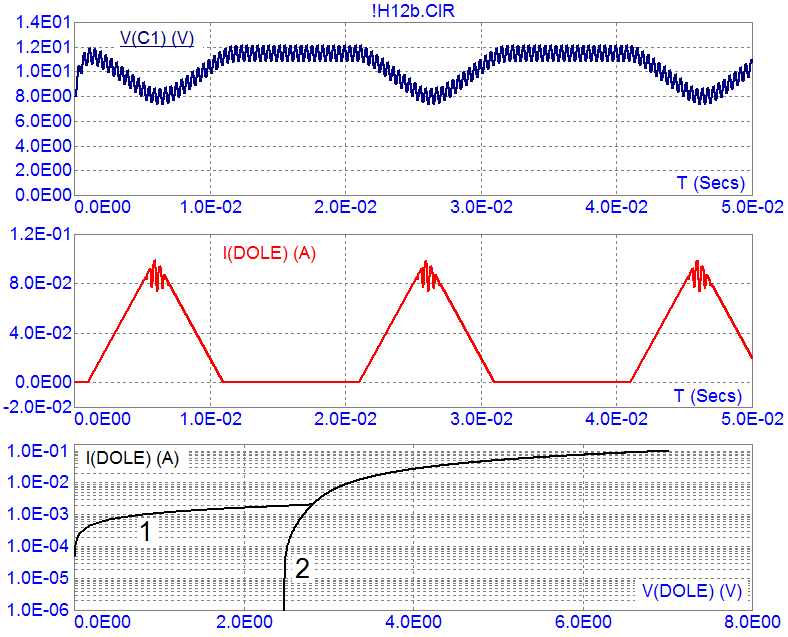 !H12b.CIR
1.4E01
V(C1) (V)
1.2E01
1.0E01
8.0E00
6.0E00
4.0E00
2.0E00
T (Secs)
0.0E00
0.0E00 1.0E-02 2.0E-02 3.0E-02 4.0E-02 5.0E-02
1.2E-01
I(DOLE) (A)
8.0E-02
4.0E-02
0.0E00
T (Secs)
-2.0E-02
0.0E00 1.0E-02 2.0E-02 3.0E-02 4.0E-02 5.0E-02
1.0E-01
I(DOLE) (A)
1.0E-02
1.0E-03
1
1.0E-04
2
1.0E-05
V(DOLE) (V)
1.0E-06
0.0E00 2.0E00 4.0E00 6.0E00 8.0E00